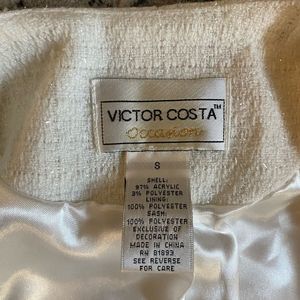 VICTOR COSTA™
Occasion
S
SHELL:
97% ACRYLIC
3% POLYESTER
LINING:
100% POLYESTER
SASH:
100% POLYESTER
EXCLUSIVE OF
DECORATION
MADE IN CHINA
RN 81893
SEE REVERSE
FOR CARE